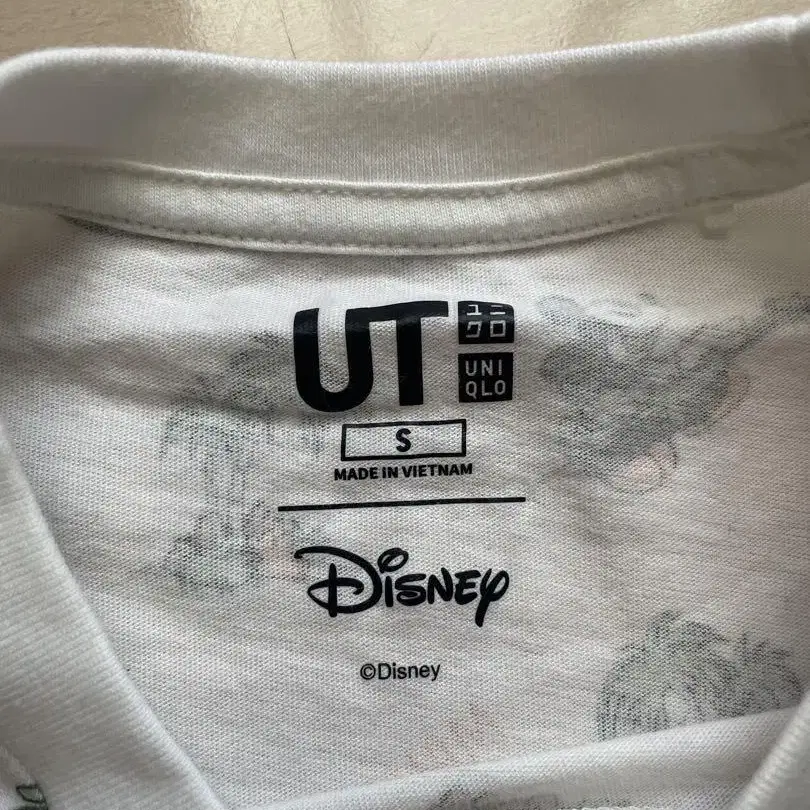 UT
ユニ
クロ
UNI
QLO
S
MADE IN VIETNAM
Disney
©Disney